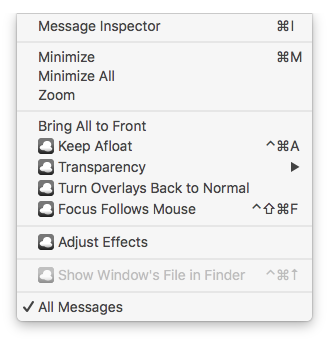 Message Inspector ⌘I
Minimize ⌘M
Minimize All
Zoom
Bring All to Front
Keep Afloat ^⌘A
Transparency ▶
Turn Overlays Back to Normal
Focus Follows Mouse ^⇧⌘F
Adjust Effects
Show Window's File in Finder ^⌘↑
✓ All Messages